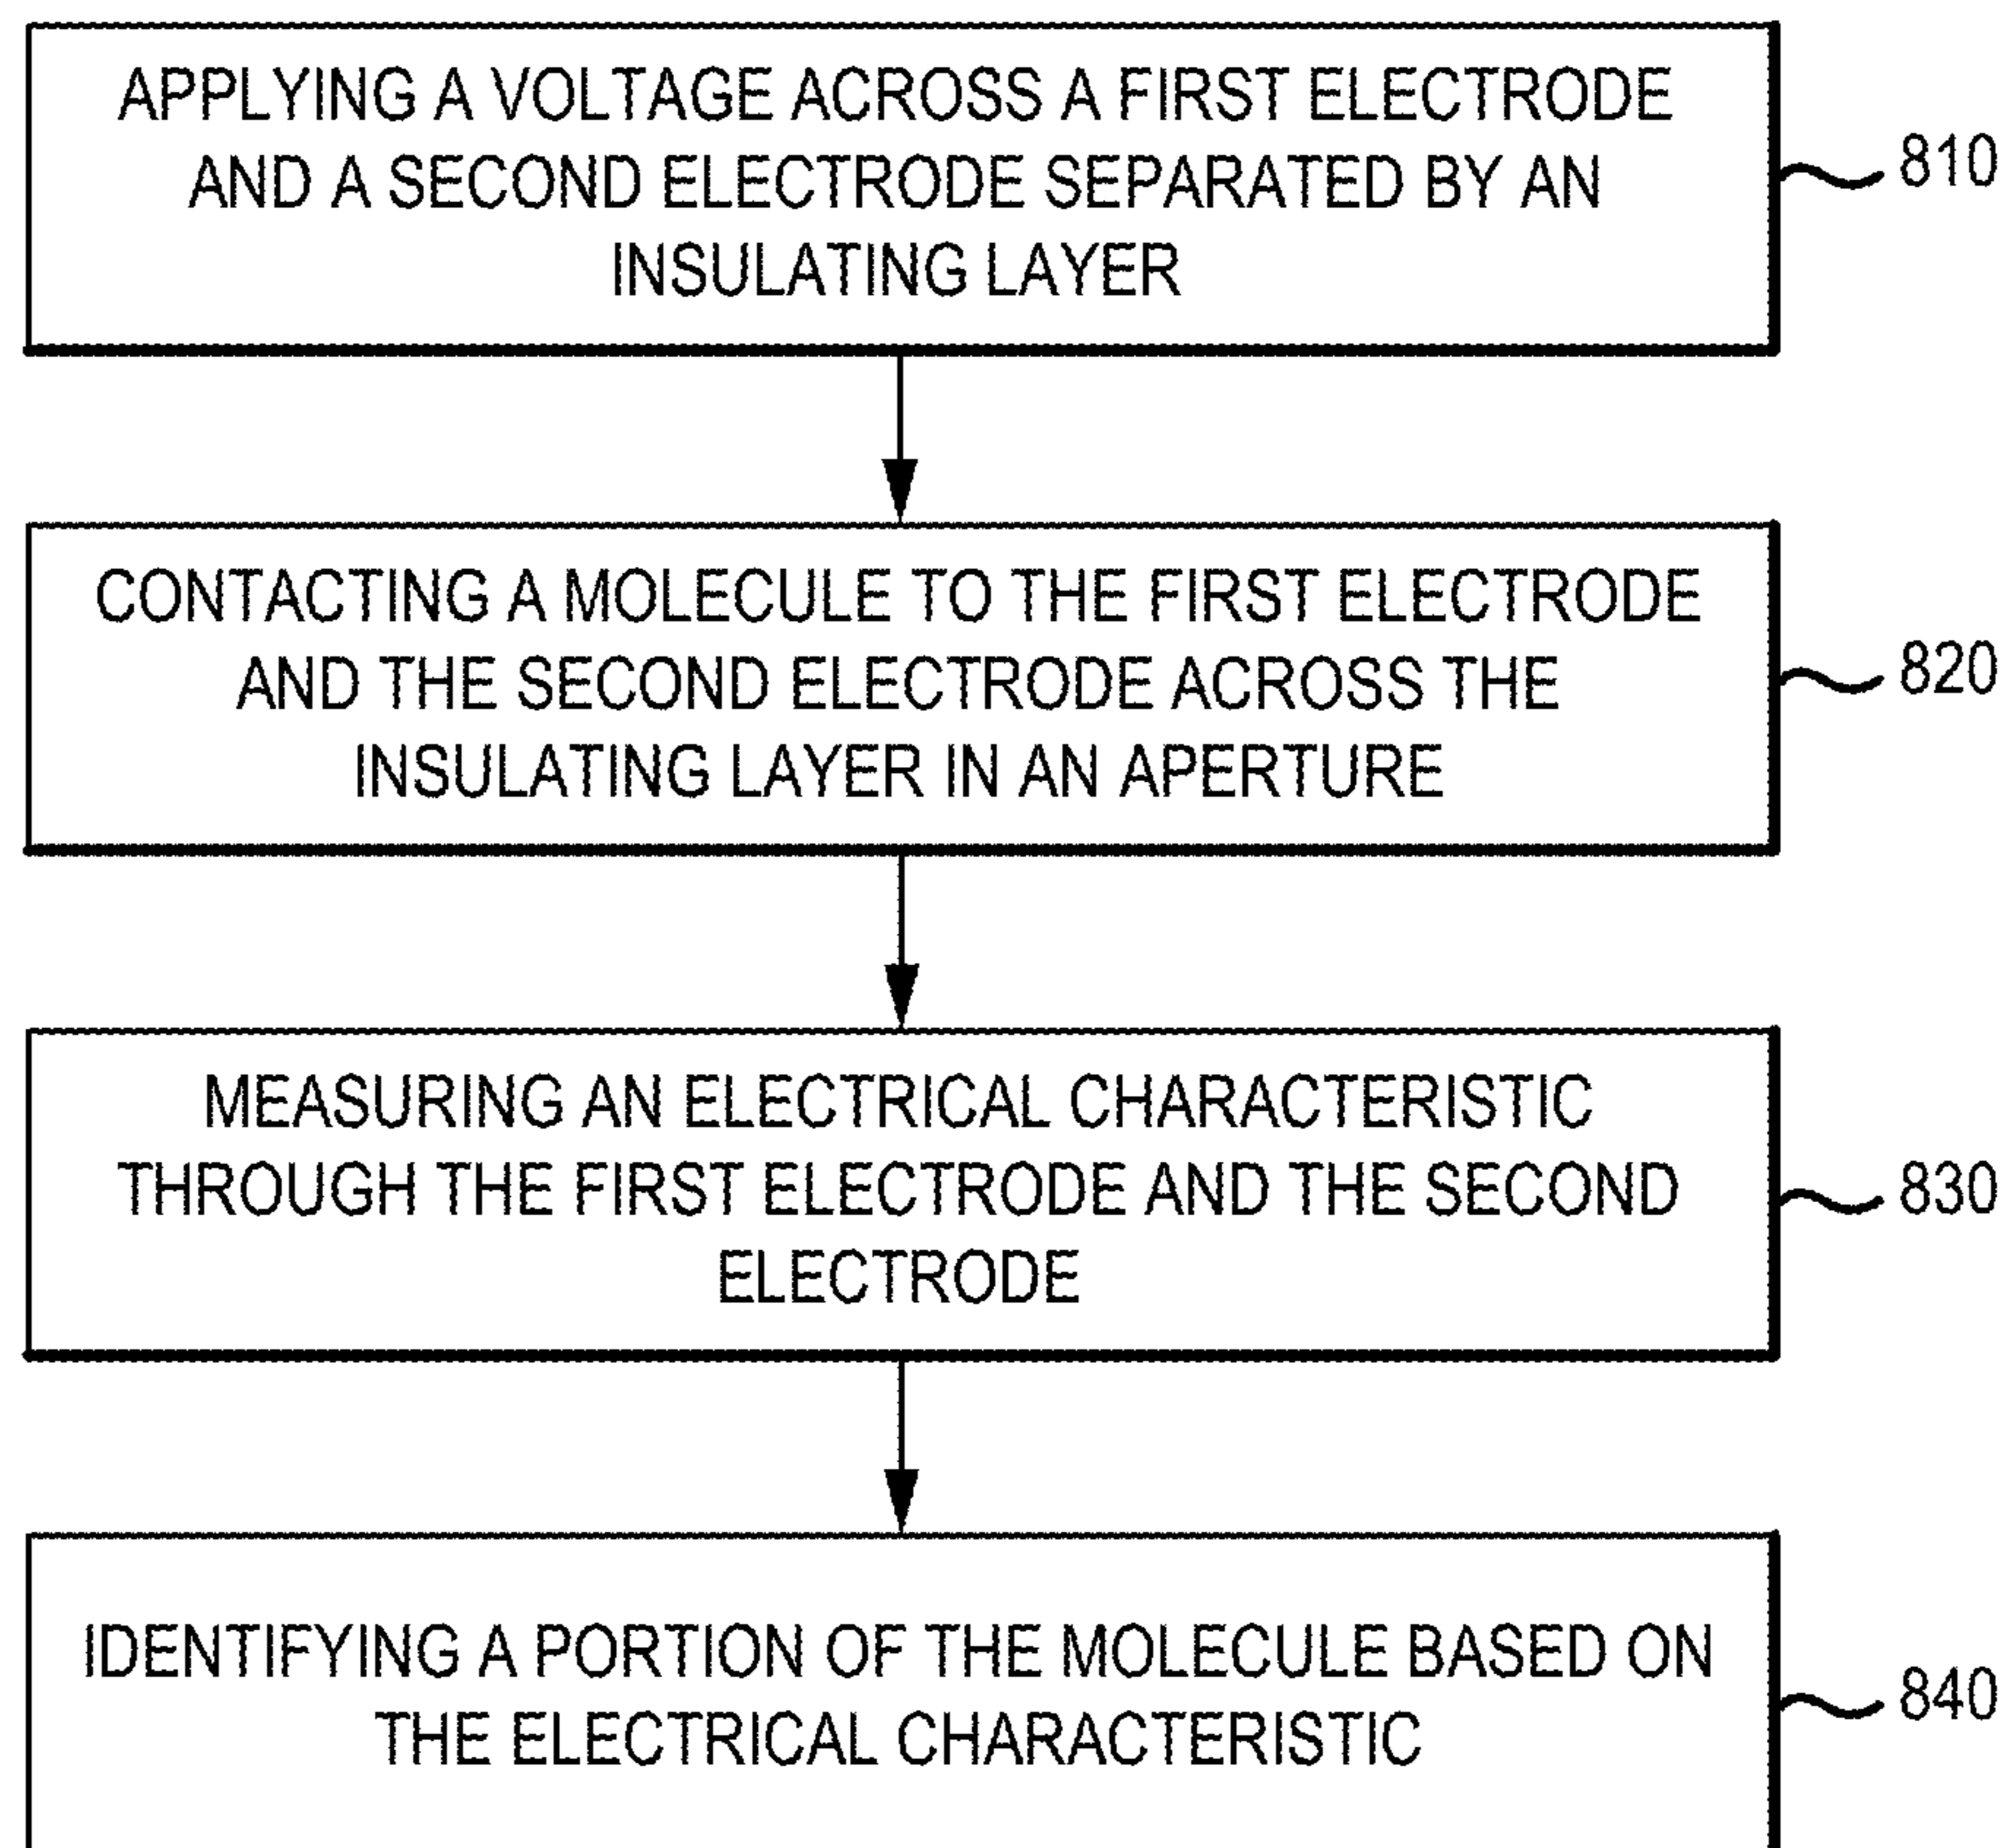 APPLYING A VOLTAGE ACROSS A FIRST ELECTRODE
AND A SECOND ELECTRODE SEPARATED BY AN
INSULATING LAYER
810
CONTACTING A MOLECULE TO THE FIRST ELECTRODE
AND THE SECOND ELECTRODE ACROSS THE
INSULATING LAYER IN AN APERTURE
820
MEASURING AN ELECTRICAL CHARACTERISTIC
THROUGH THE FIRST ELECTRODE AND THE SECOND
ELECTRODE
830
IDENTIFYING A PORTION OF THE MOLECULE BASED ON
THE ELECTRICAL CHARACTERISTIC
840